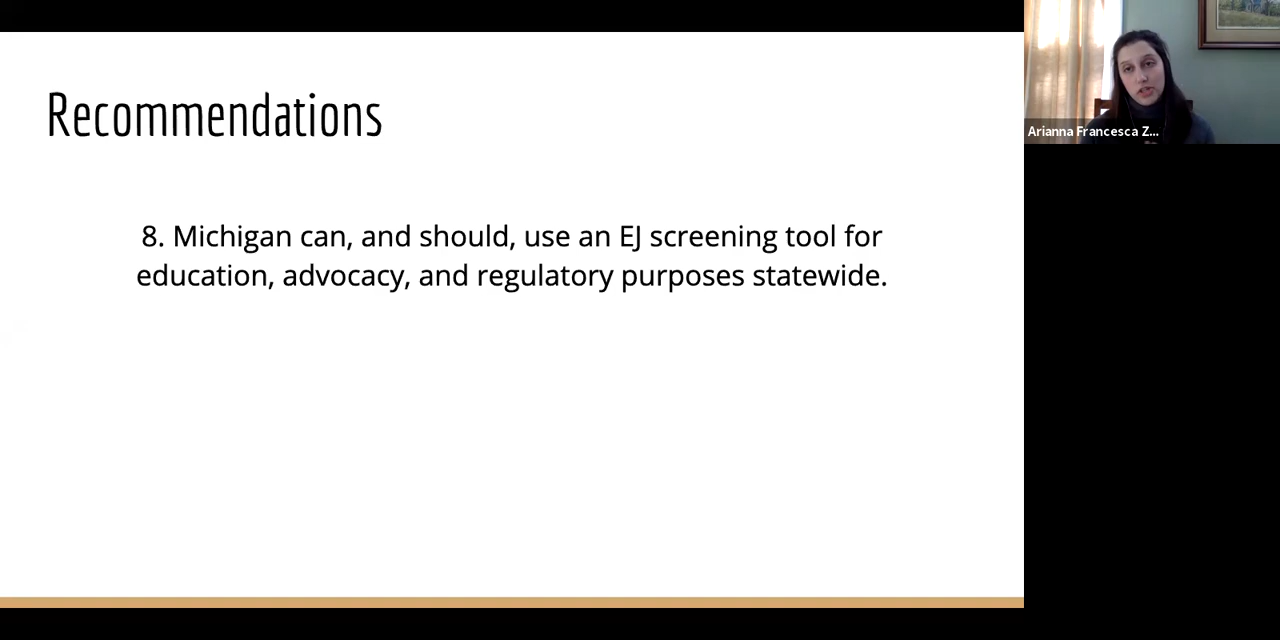 Recommendations
8. Michigan can, and should, use an EJ screening tool for
education, advocacy, and regulatory purposes statewide.
Arianna Francesca Z...